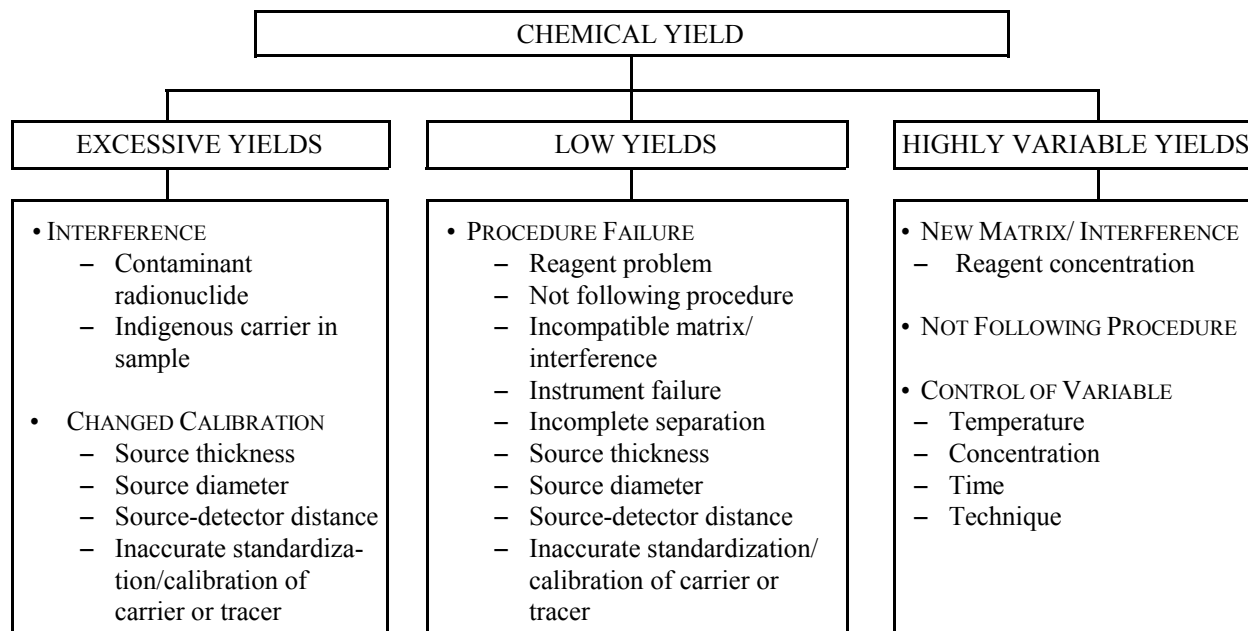 CHEMICAL YIELD
EXCESSIVE YIELDS
• INTERFERENCE
– Contaminant
radionuclide
– Indigenous carrier in
sample
• CHANGED CALIBRATION
– Source thickness
– Source diameter
– Source-detector distance
– Inaccurate standardiza-
tion/calibration of
carrier or tracer
LOW YIELDS
• PROCEDURE FAILURE
– Reagent problem
– Not following procedure
– Incompatible matrix/
interference
– Instrument failure
– Incomplete separation
– Source thickness
– Source diameter
– Source-detector distance
– Inaccurate standardization/
calibration of carrier or
tracer
HIGHLY VARIABLE YIELDS
• NEW MATRIX/ INTERFERENCE
– Reagent concentration
• NOT FOLLOWING PROCEDURE
• CONTROL OF VARIABLE
– Temperature
– Concentration
– Time
– Technique